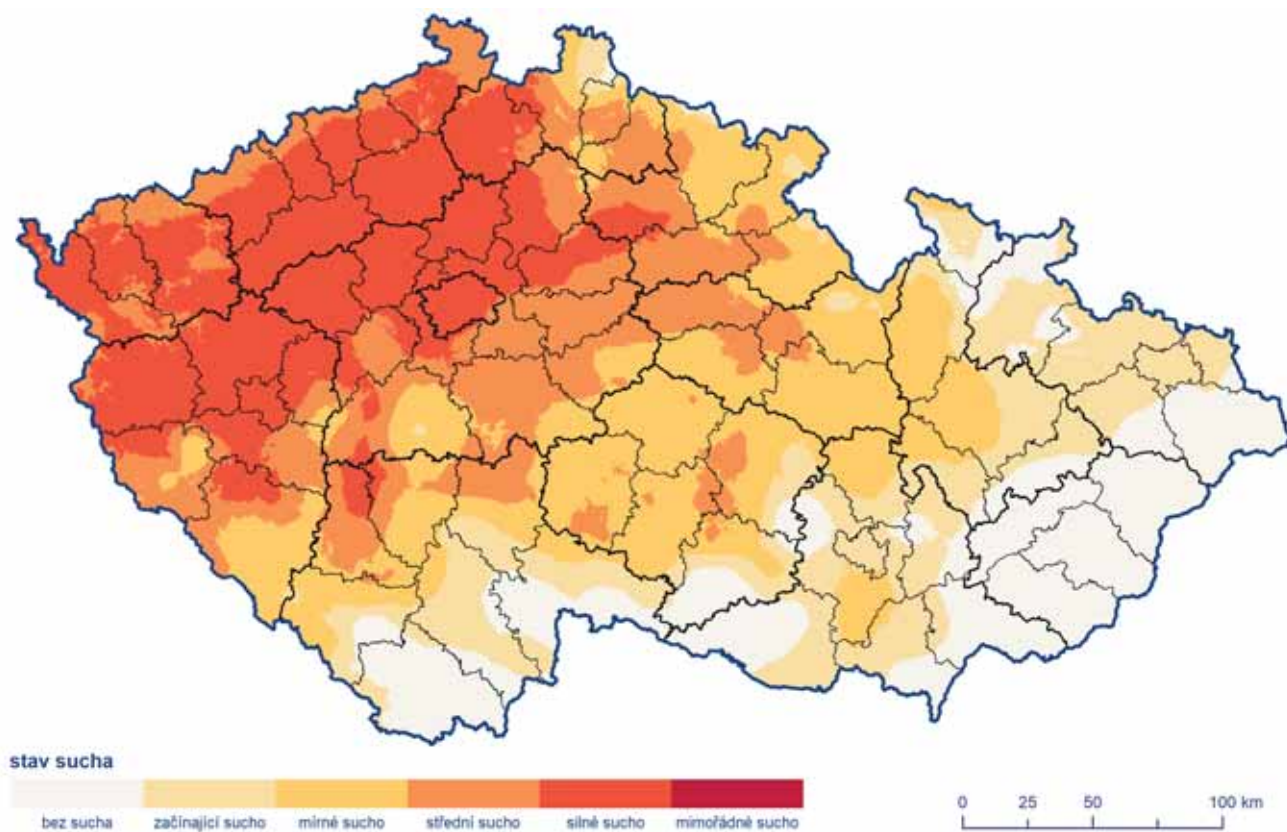 stav sucha
bez sucha začínající sucho mírné sucho střední sucho silné sucho mimořádné sucho
0 25 50 100 km